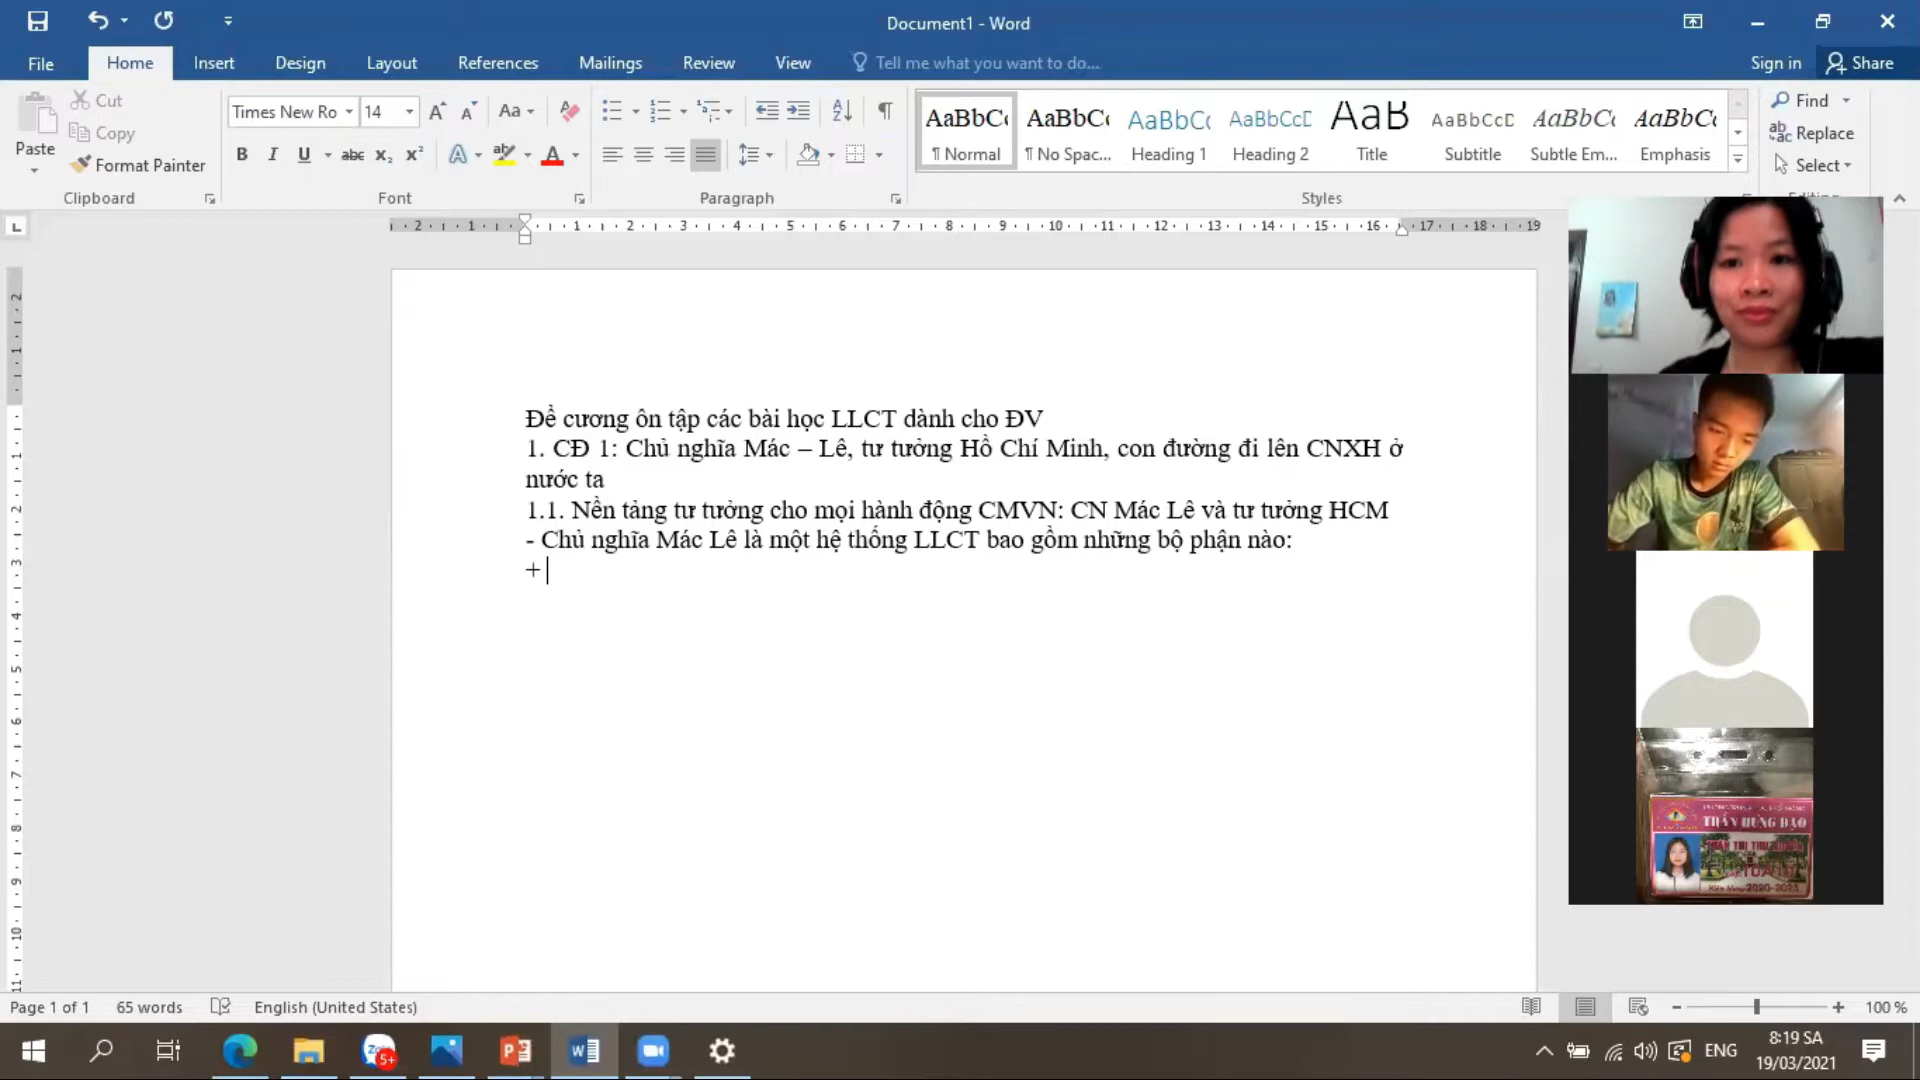 Document1 - Word
File Home Insert Design Layout References Mailings Review View Tell me what you want to do... Sign in Share
Paste Cut Copy Format Painter
Times New Ro 14
AaBbCc ¶ Normal
AaBbCc ¶ No Spac...
AaBbCc Heading 1
AaBbCcD Heading 2
AaB Title
AaBbCcD Subtitle
AaBbCc Subtle Em...
AaBbCc Emphasis
Find Replace Select
Clipboard Font Paragraph Styles
Đề cương ôn tập các bài học LLCT dành cho ĐV
1. CĐ 1: Chủ nghĩa Mác – Lê, tư tưởng Hồ Chí Minh, con đường đi lên CNXH ở
nước ta
1.1. Nền tảng tư tưởng cho mọi hành động CMVN: CN Mác Lê và tư tưởng HCM
- Chủ nghĩa Mác Lê là một hệ thống LLCT bao gồm những bộ phận nào:
+
TRẦN HƯNG ĐẠO
2020-2023
Page 1 of 1 65 words English (United States) 100 %
5+
ENG
8:19 SA
19/03/2021